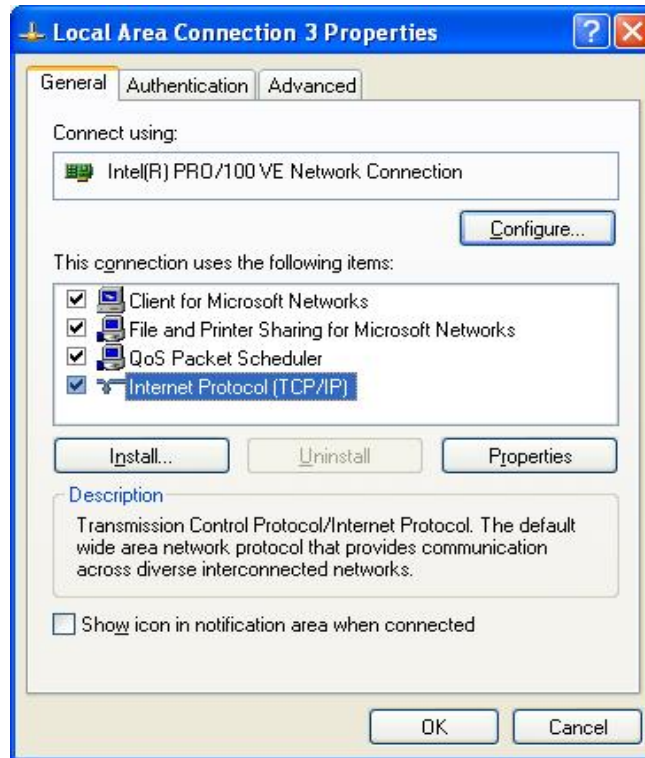 Local Area Connection 3 Properties
General Authentication Advanced
Connect using:
Intel(R) PRO/100 VE Network Connection
Configure...
This connection uses the following items:
Client for Microsoft Networks
File and Printer Sharing for Microsoft Networks
QoS Packet Scheduler
Internet Protocol (TCP/IP)
Install... Uninstall Properties
Description
Transmission Control Protocol/Internet Protocol. The default
wide area network protocol that provides communication
across diverse interconnected networks.
Show icon in notification area when connected
OK Cancel